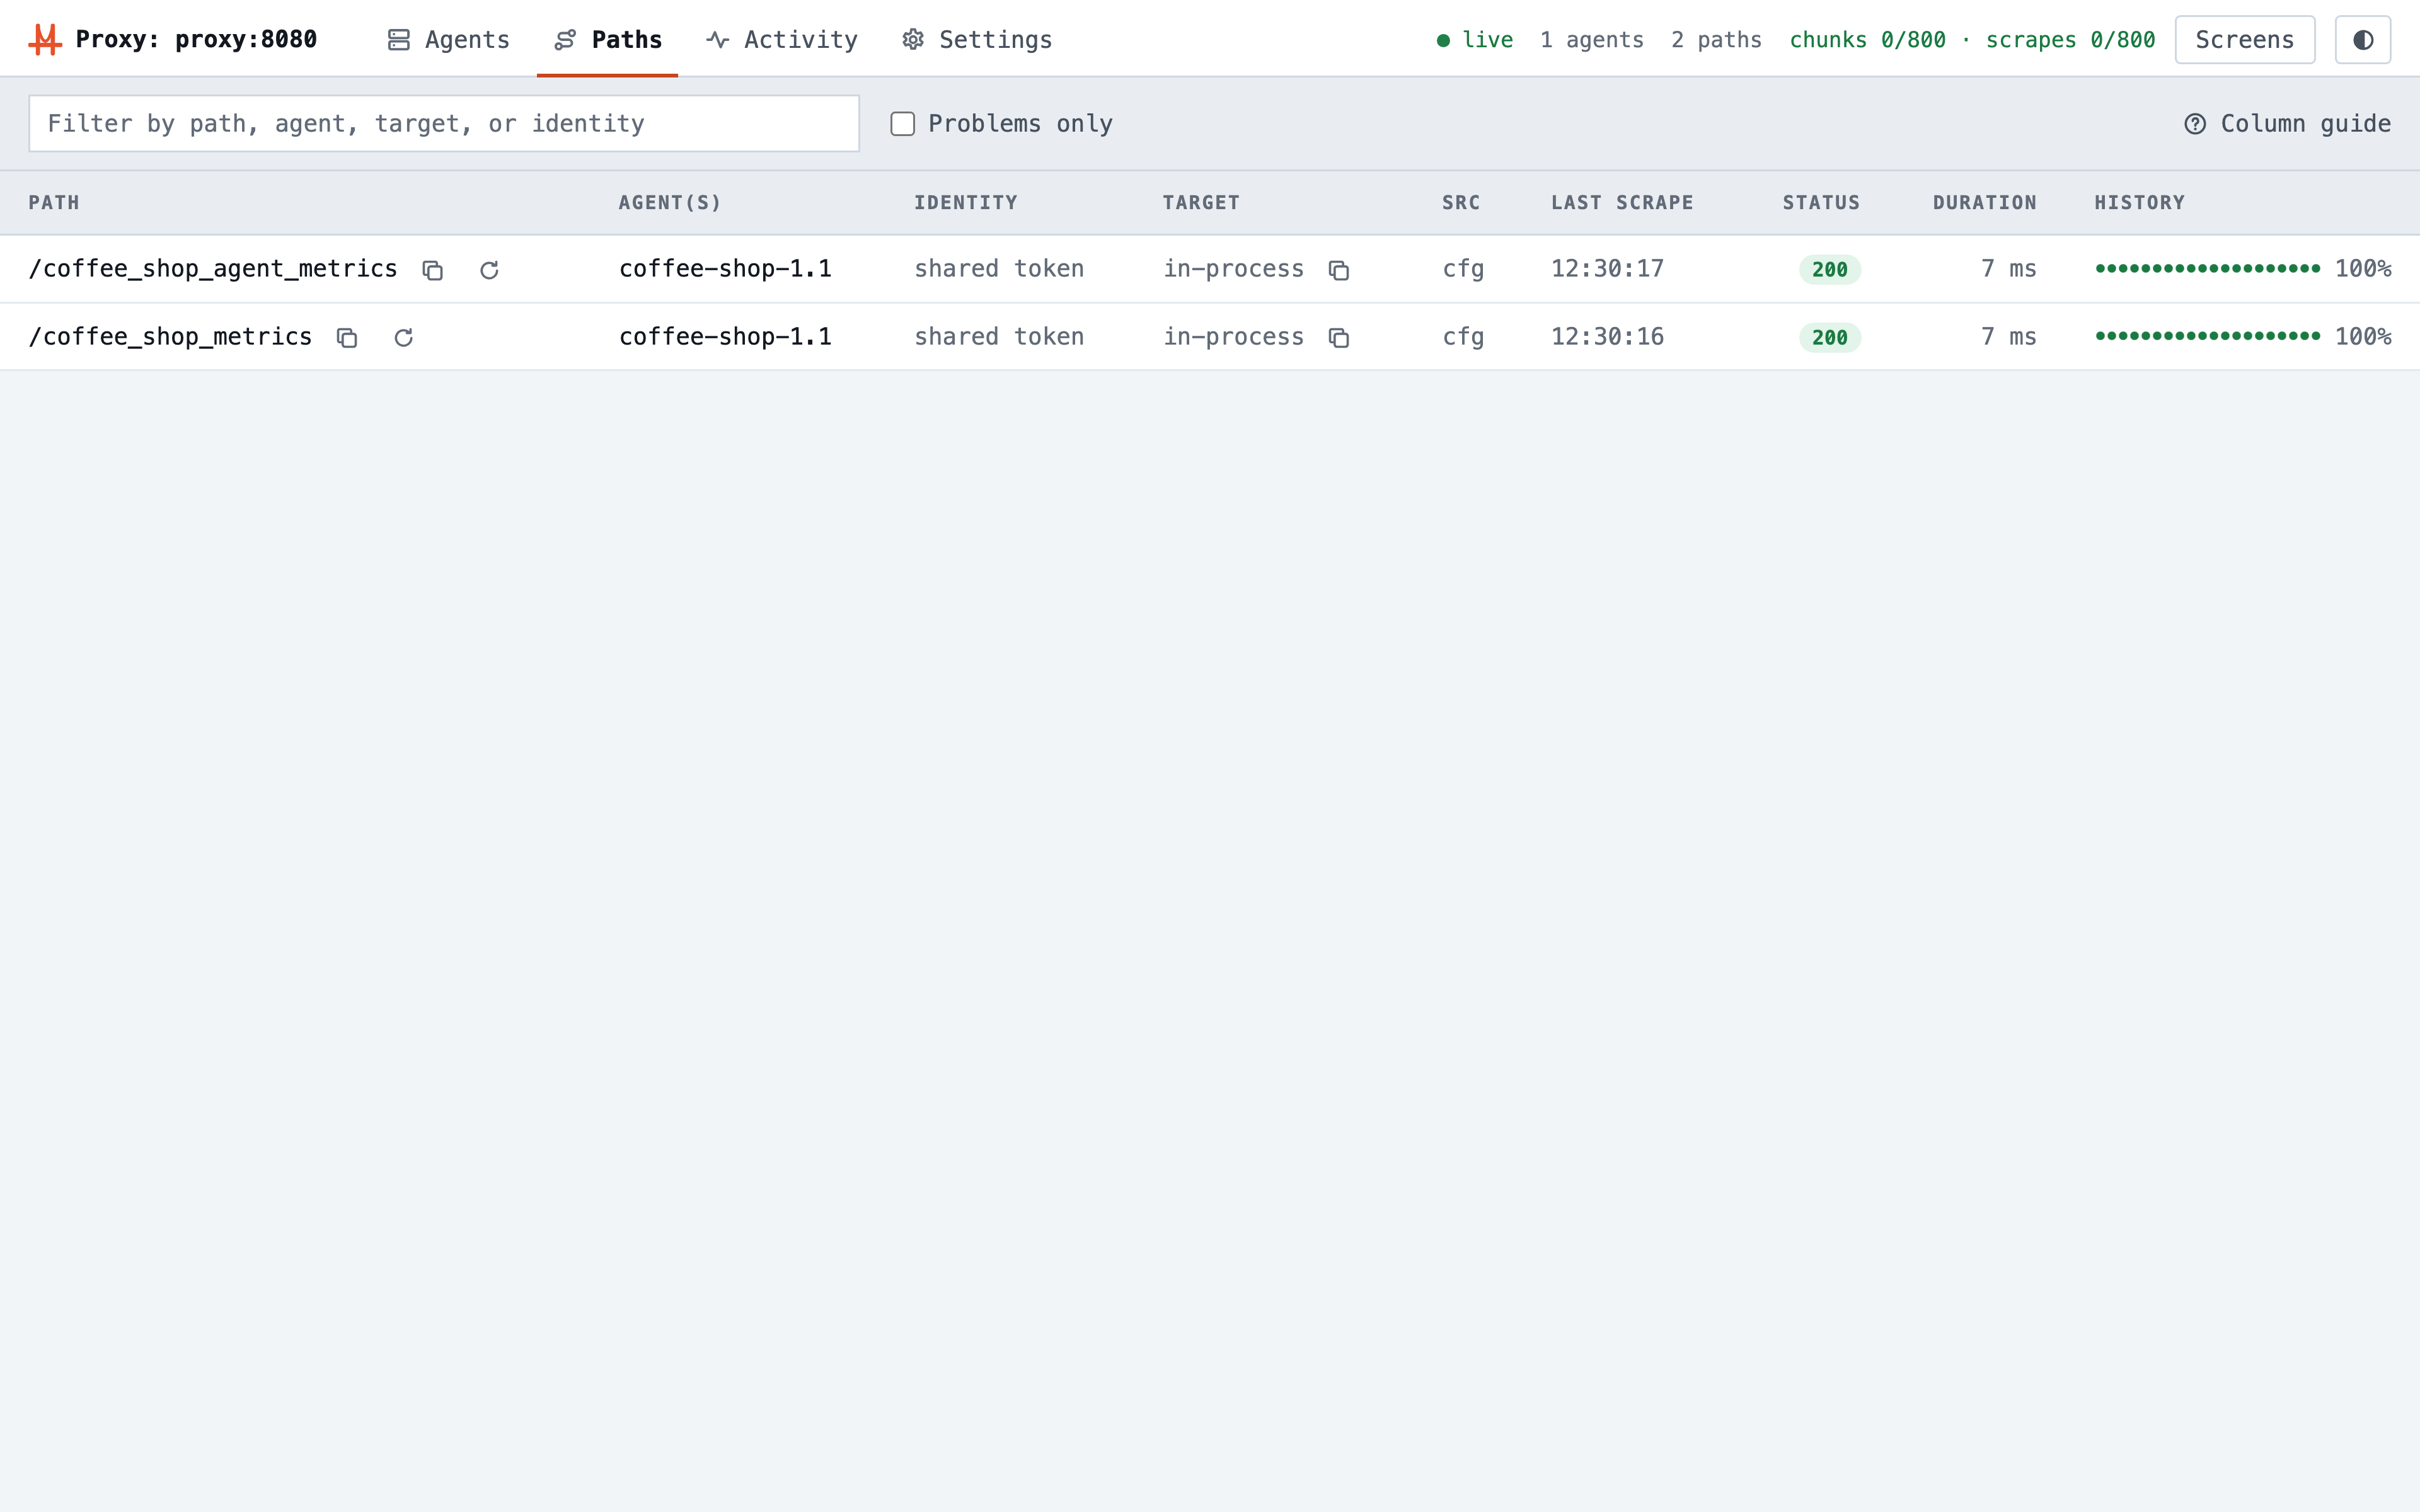 Proxy: proxy:8080 Agents Paths Activity Settings live 1 agents 2 paths chunks 0/800 · scrapes 0/800 Screens
Filter by path, agent, target, or identity Problems only Column guide
PATH AGENT(S) IDENTITY TARGET SRC LAST SCRAPE STATUS DURATION HISTORY
/coffee_shop_agent_metrics coffee-shop-1.1 shared token in-process cfg 12:30:17 200 7 ms 100%
/coffee_shop_metrics coffee-shop-1.1 shared token in-process cfg 12:30:16 200 7 ms 100%